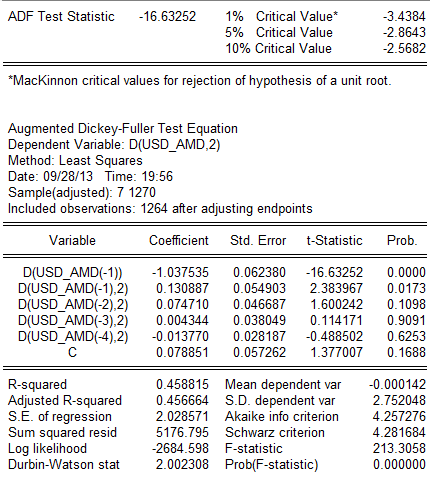 ADF Test Statistic -16.63252 1% Critical Value* -3.4384
5% Critical Value -2.8643
10% Critical Value -2.5682
*MacKinnon critical values for rejection of hypothesis of a unit root.
Augmented Dickey-Fuller Test Equation
Dependent Variable: D(USD_AMD,2)
Method: Least Squares
Date: 09/28/13 Time: 19:56
Sample(adjusted): 7 1270
Included observations: 1264 after adjusting endpoints
Variable Coefficient Std. Error t-Statistic Prob.
D(USD_AMD(-1)) -1.037535 0.062380 -16.63252 0.0000
D(USD_AMD(-1),2) 0.130887 0.054903 2.383967 0.0173
D(USD_AMD(-2),2) 0.074710 0.046687 1.600242 0.1098
D(USD_AMD(-3),2) 0.004344 0.038049 0.114171 0.9091
D(USD_AMD(-4),2) -0.013770 0.028187 -0.488502 0.6253
C 0.078851 0.057262 1.377007 0.1688
R-squared 0.458815 Mean dependent var -0.000142
Adjusted R-squared 0.456664 S.D. dependent var 2.752048
S.E. of regression 2.028571 Akaike info criterion 4.257276
Sum squared resid 5176.795 Schwarz criterion 4.281684
Log likelihood -2684.598 F-statistic 213.3058
Durbin-Watson stat 2.002308 Prob(F-statistic) 0.000000